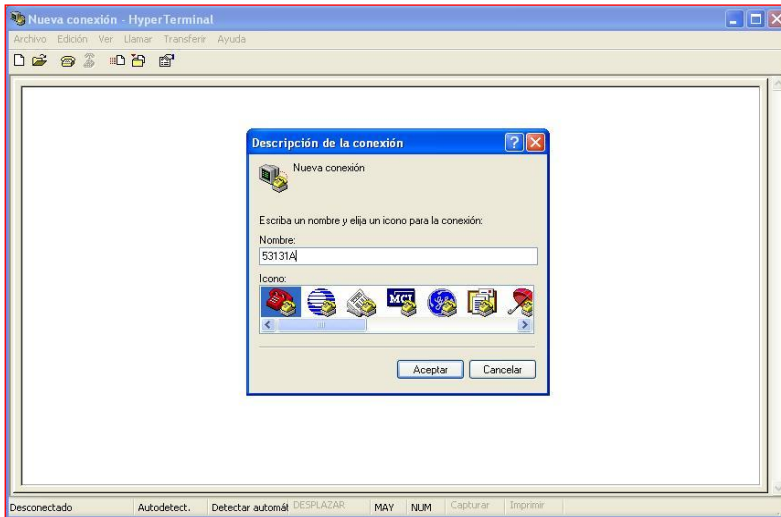 Nueva conexión - HyperTerminal
Archivo Edición Ver Llamar Transferir Ayuda
Descripción de la conexión
Nueva conexión
Escriba un nombre y elija un icono para la conexión:
Nombre:
53131A
Icono:
MCI
Aceptar Cancelar
Desconectado Autodetect. Detectar automát DESPLAZAR MAY NUM Capturar Imprimir